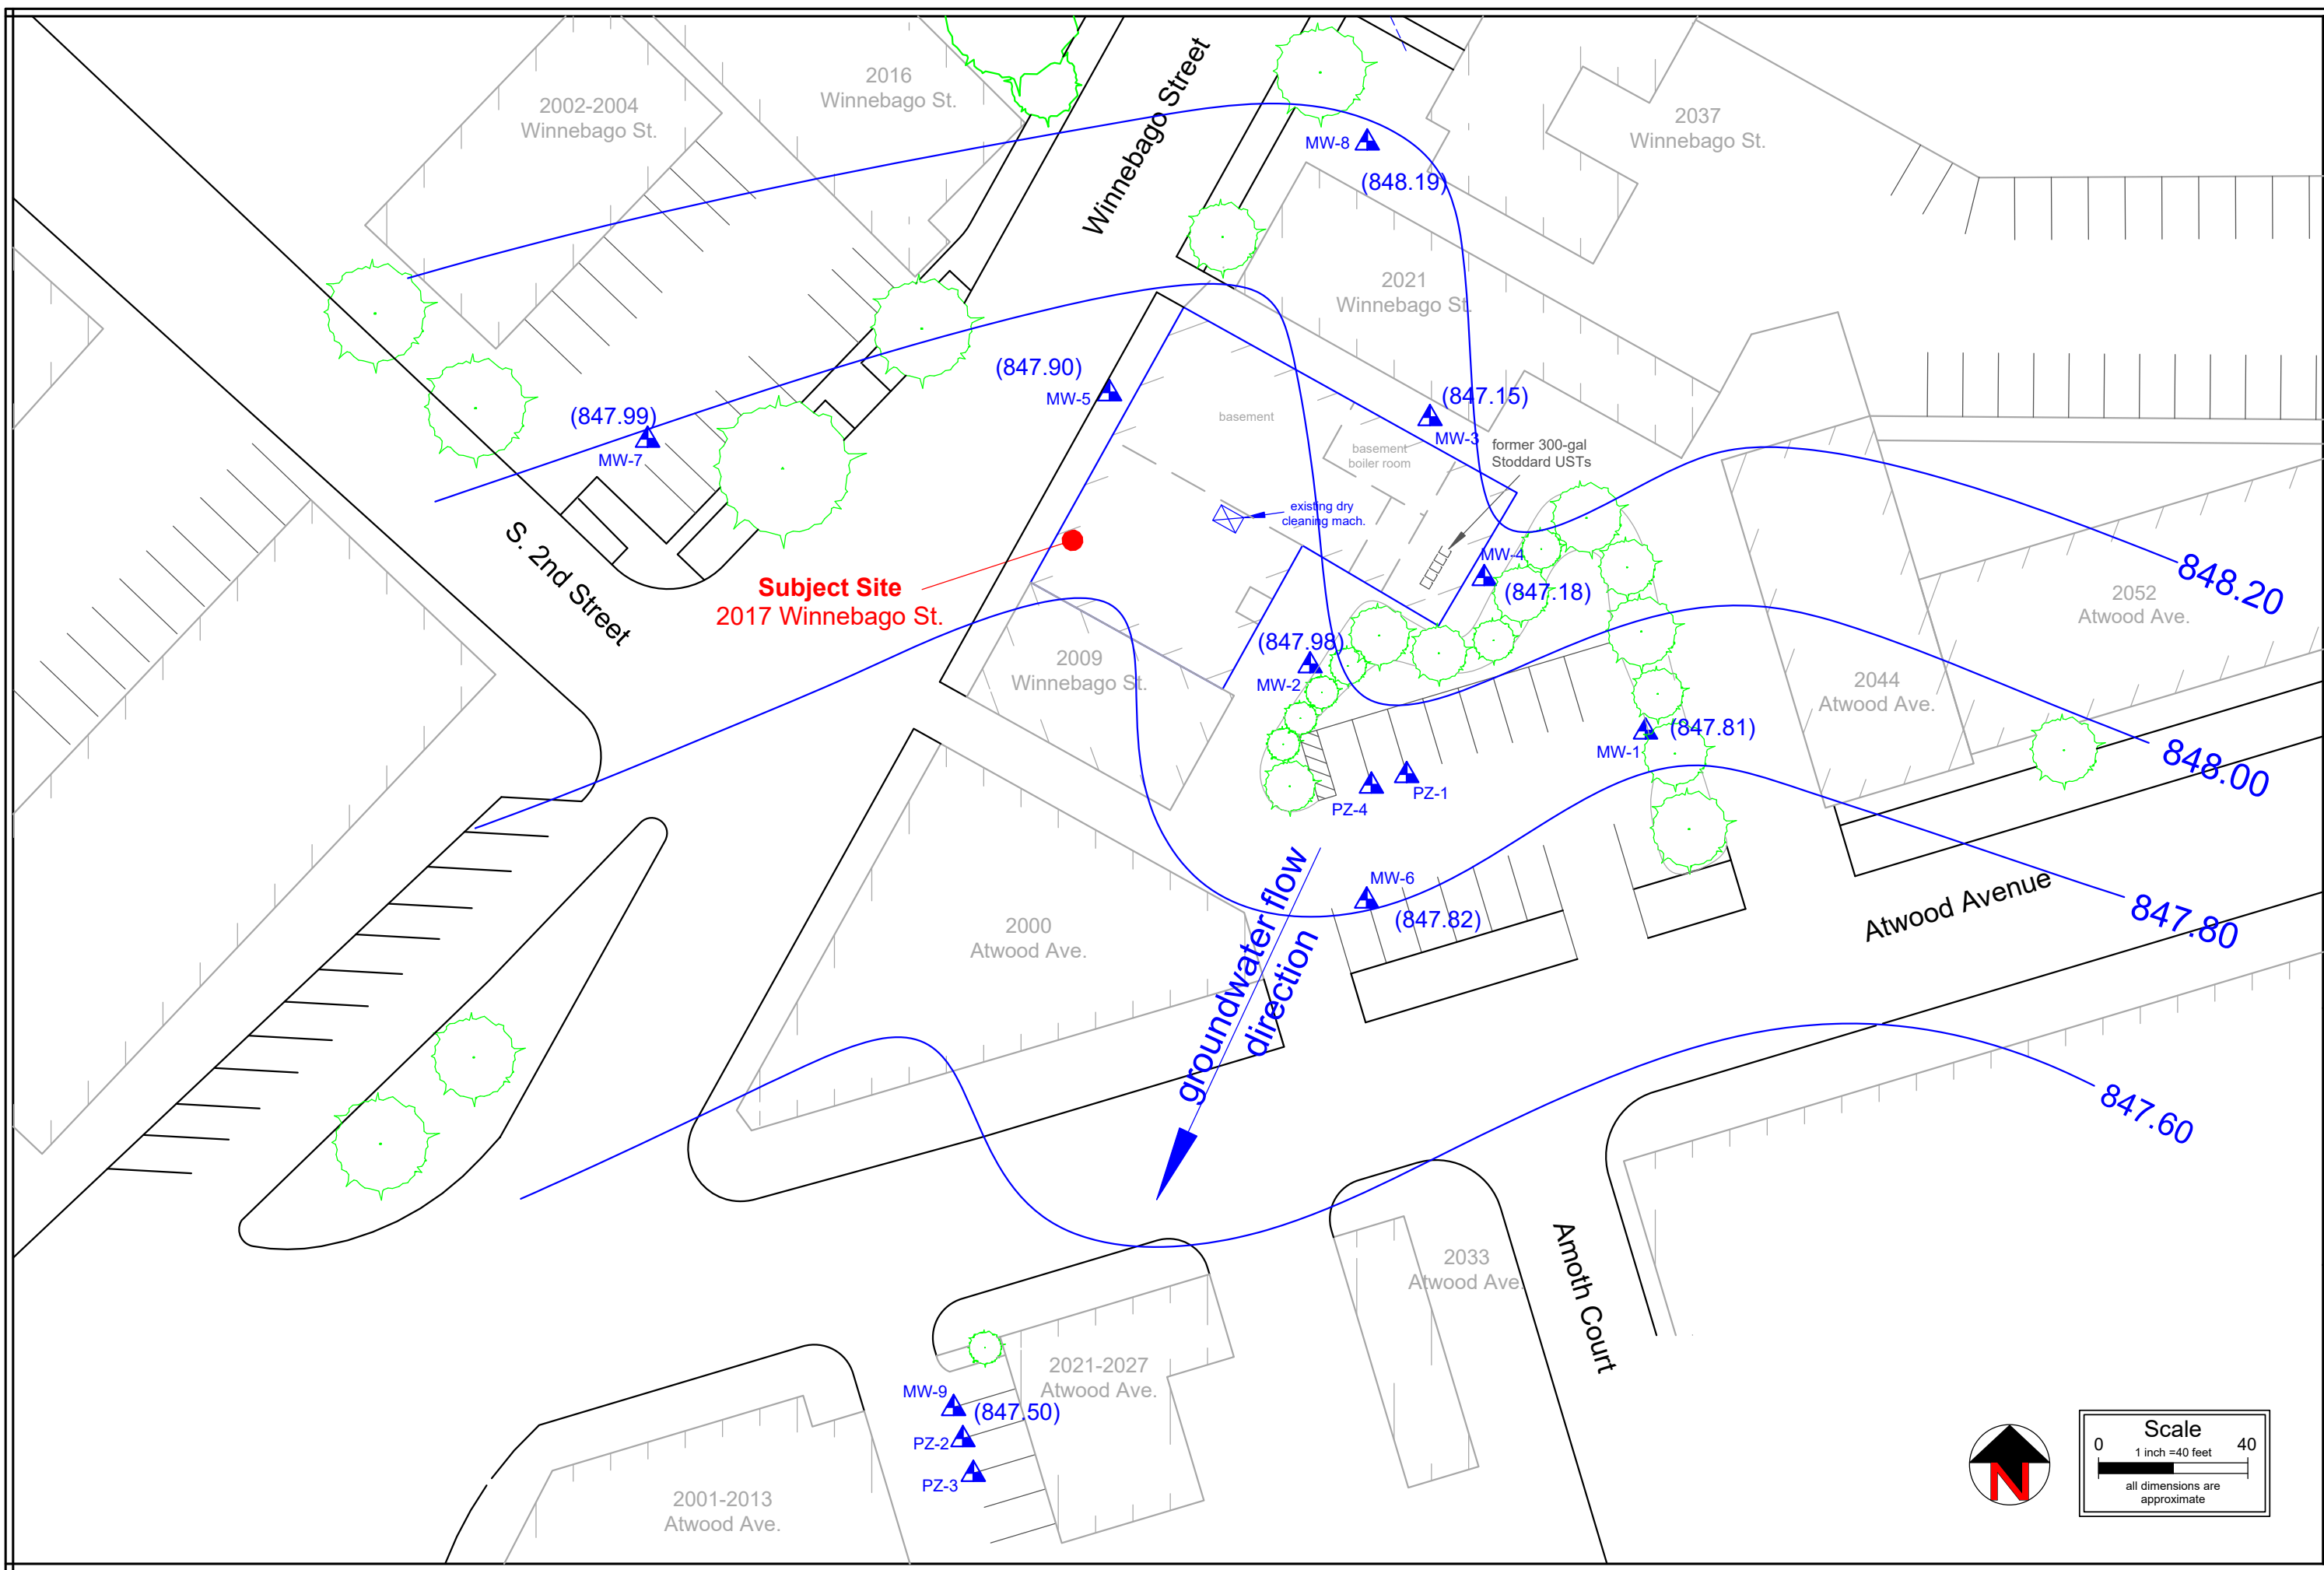 2016
Winnebago St.
2002-2004
Winnebago St.
Winnebago Street
2037
Winnebago St.
MW-8
(848.19)
2021
Winnebago St.
(847.90)
MW-5
(847.99)
MW-7
(847.15)
MW-3
basement
basement
boiler room
former 300-gal
Stoddard USTs
existing dry
cleaning mach.
S. 2nd Street
Subject Site
2017 Winnebago St.
MW-4
(847.18)
848.20
2052
Atwood Ave.
(847.98)
MW-2
2009
Winnebago St.
2044
Atwood Ave.
(847.81)
MW-1
848.00
PZ-1
PZ-4
MW-6
(847.82)
847.80
Atwood Avenue
2000
Atwood Ave.
groundwater flow
direction
847.60
2033
Atwood Ave.
Amoth Court
2021-2027
Atwood Ave.
MW-9
(847.50)
PZ-2
PZ-3
2001-2013
Atwood Ave.
N
Scale
0 1 inch =40 feet 40
all dimensions are
approximate